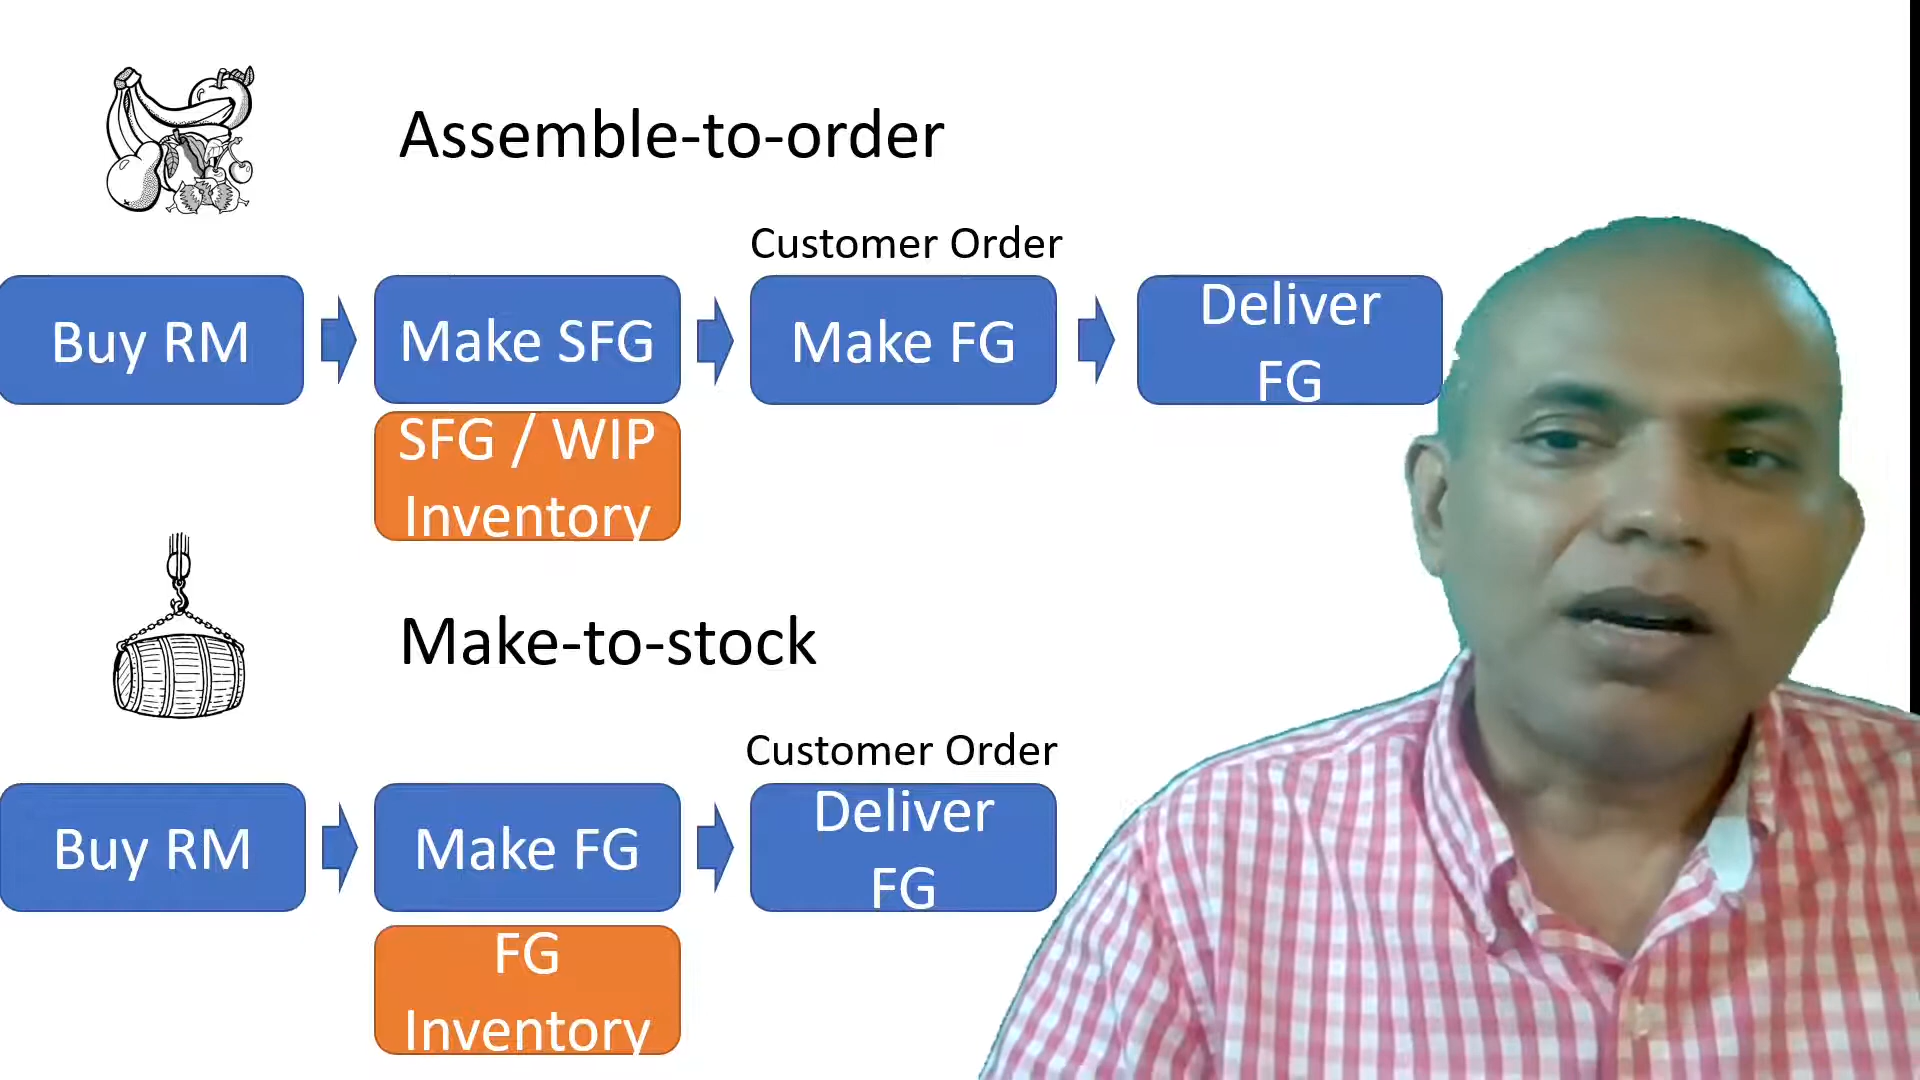 Assemble-to-order
Customer Order
Buy RM
Make SFG
Make FG
Deliver
FG
SFG / WIP
Inventory
Make-to-stock
Customer Order
Buy RM
Make FG
Deliver
FG
FG
Inventory